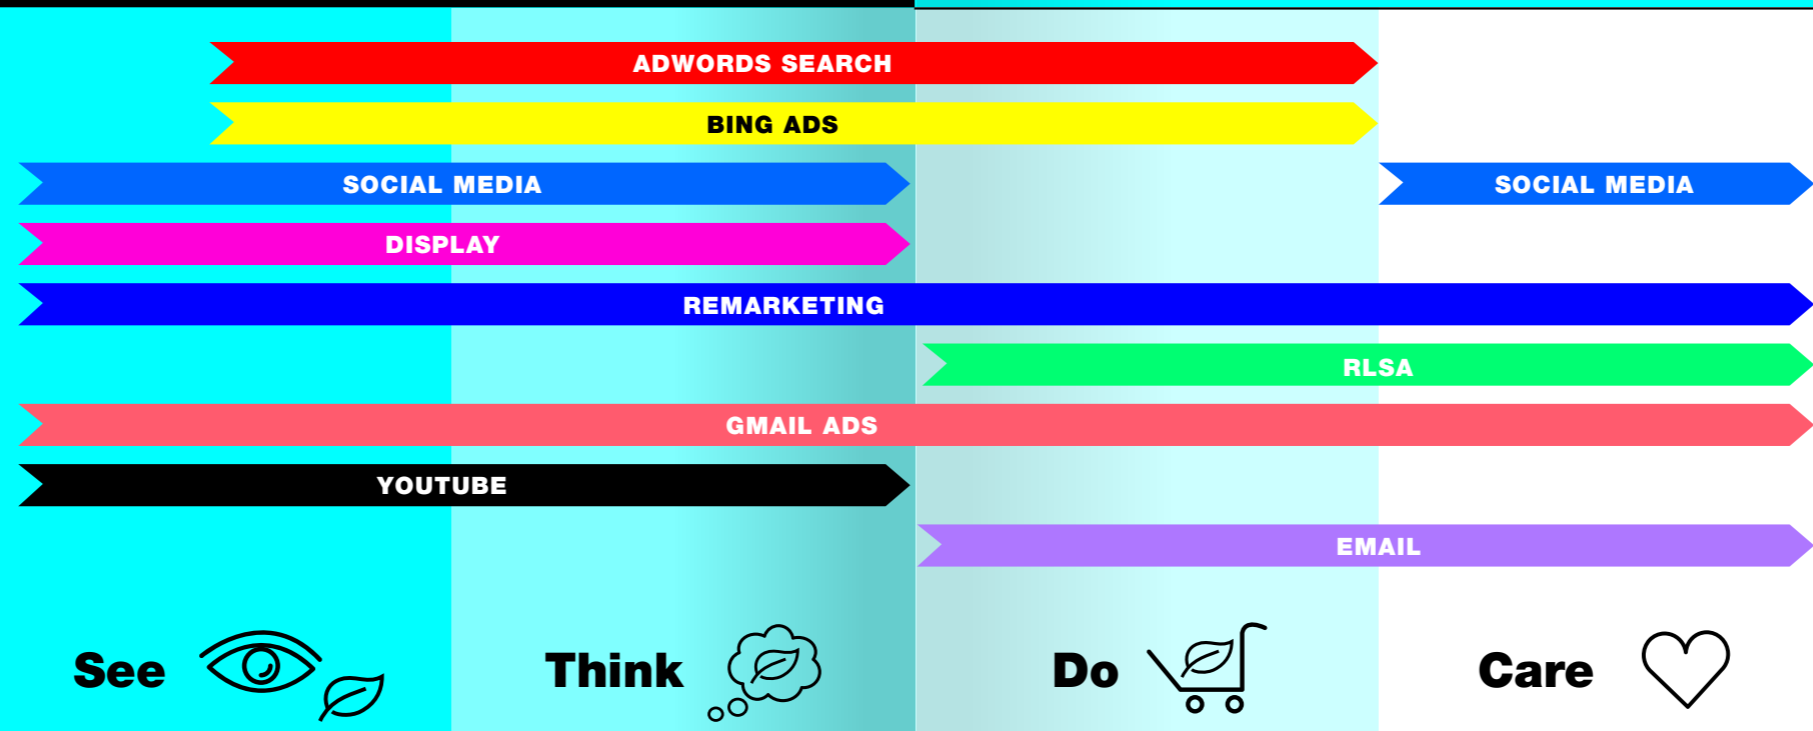 ADWORDS SEARCH
BING ADS
SOCIAL MEDIA
SOCIAL MEDIA
DISPLAY
REMARKETING
RLSA
GMAIL ADS
YOUTUBE
EMAIL
See
Think
Do
Care